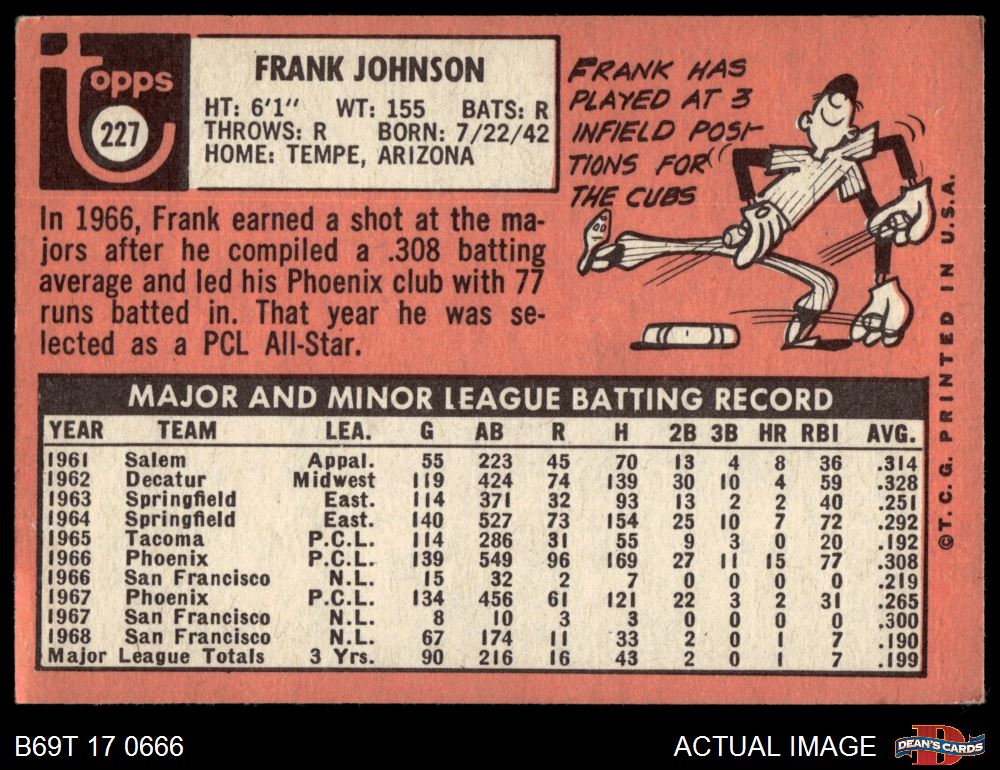 topps
227
FRANK JOHNSON
HT: 6'1" WT: 155 BATS: R
THROWS: R BORN: 7/22/42
HOME: TEMPE, ARIZONA
FRANK HAS
PLAYED AT 3
INFIELD POSI-
TIONS FOR
THE CUBS
In 1966, Frank earned a shot at the ma-
jors after he compiled a .308 batting
average and led his Phoenix club with 77
runs batted in. That year he was se-
lected as a PCL All-Star.
MAJOR AND MINOR LEAGUE BATTING RECORD
YEAR TEAM LEA. G AB R H 2B 3B HR RBI AVG.
1961 Salem Appal. 55 223 45 70 13 4 8 36 .314
1962 Decatur Midwest 119 424 74 139 30 10 4 59 .328
1963 Springfield East. 114 371 32 93 13 2 2 40 .251
1964 Springfield East. 140 527 73 154 25 10 7 72 .292
1965 Tacoma P.C.L. 114 286 31 55 9 3 0 20 .192
1966 Phoenix P.C.L. 139 549 96 169 27 11 15 77 .308
1966 San Francisco N.L. 15 32 2 7 0 0 0 0 .219
1967 Phoenix P.C.L. 134 456 61 121 22 3 2 31 .265
1967 San Francisco N.L. 8 10 3 3 0 0 0 0 .300
1968 San Francisco N.L. 67 174 11 33 2 0 1 7 .190
Major League Totals 3 Yrs. 90 216 16 43 2 0 1 7 .199
©T. C. G. PRINTED IN U.S.A.
B69T 17 0666
ACTUAL IMAGE
D
DEAN'S CARDS